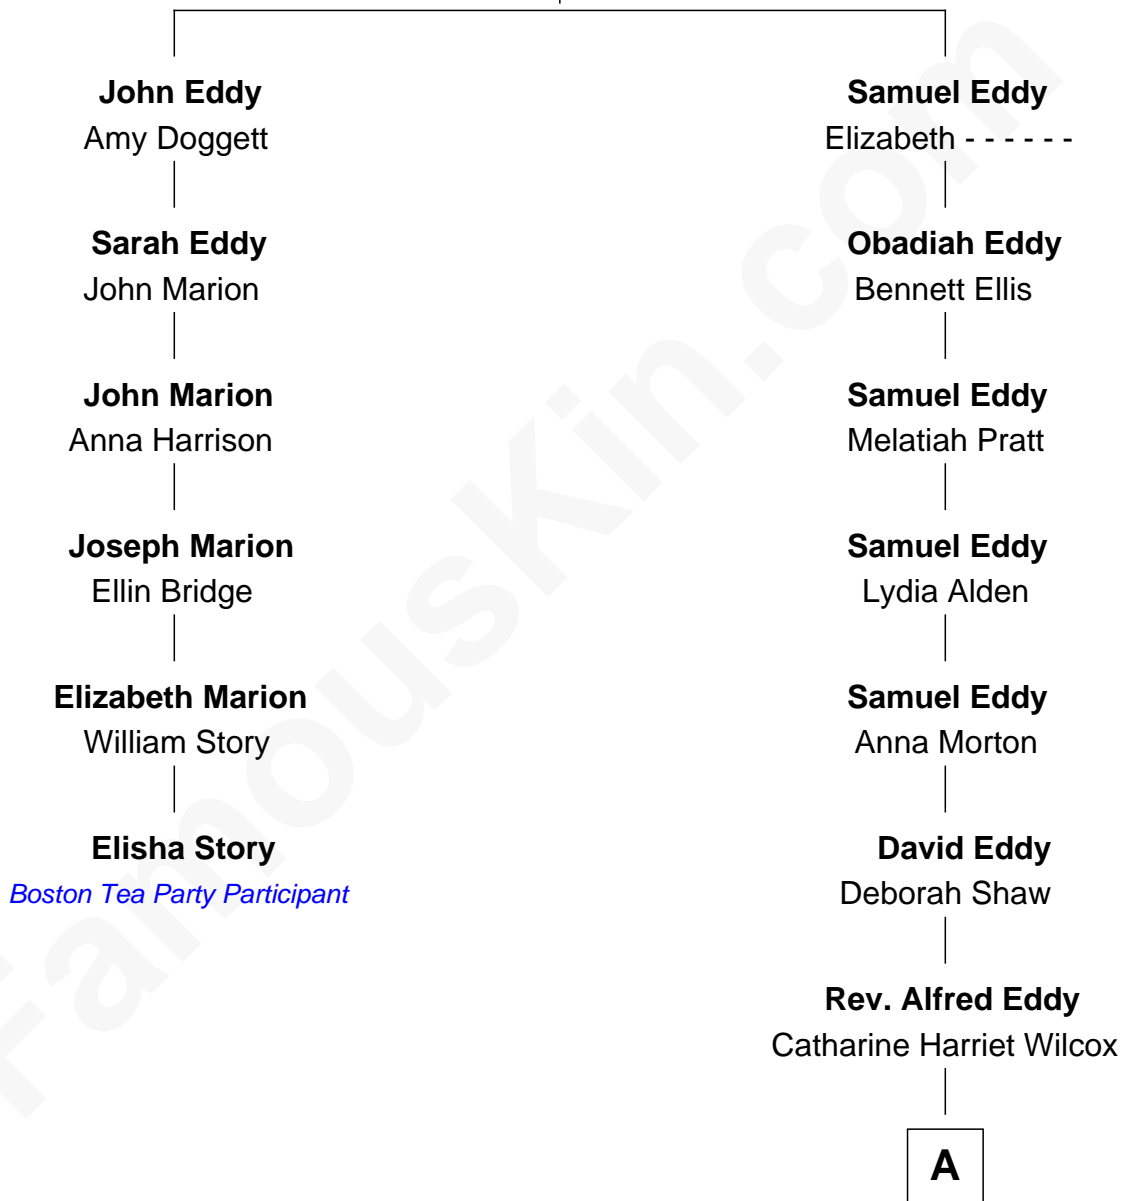 John Eddy
Amy Doggett
Samuel Eddy
Elizabeth - - - - - -
Sarah Eddy
John Marion
Obadiah Eddy
Bennett Ellis
John Marion
Anna Harrison
Samuel Eddy
Melatiah Pratt
Joseph Marion
Ellin Bridge
Samuel Eddy
Lydia Alden
Elizabeth Marion
William Story
Samuel Eddy
Anna Morton
Elisha Story
Boston Tea Party Participant
David Eddy
Deborah Shaw
Rev. Alfred Eddy
Catharine Harriet Wilcox
A
FamousKin.com